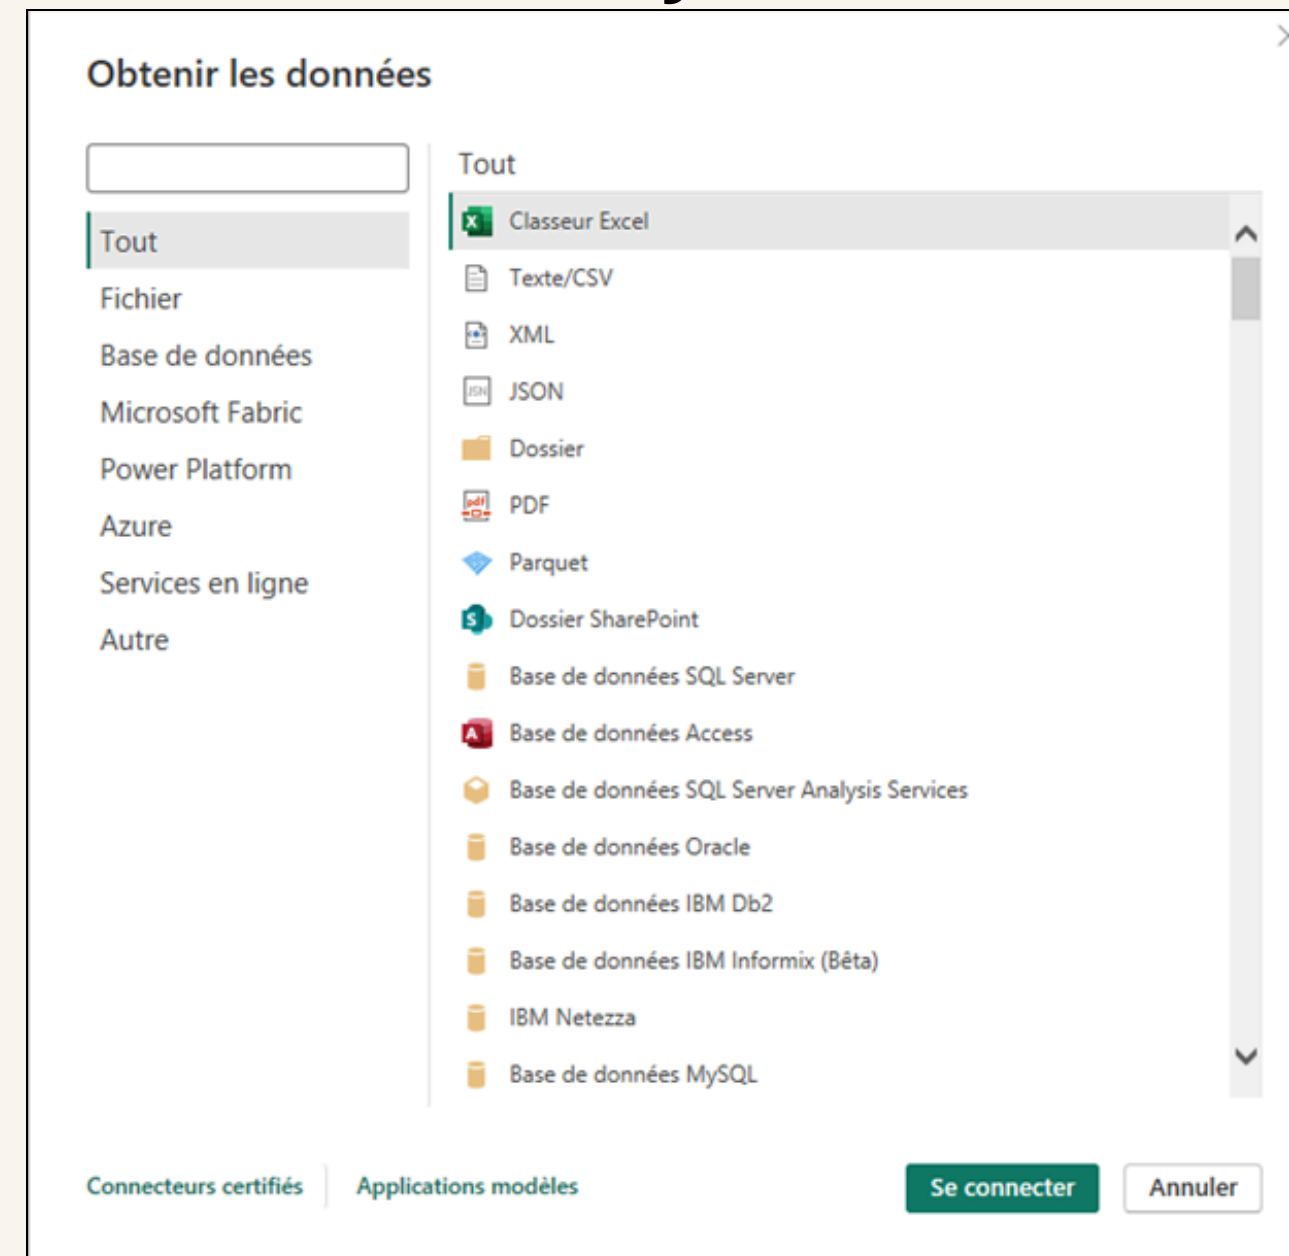 Obtenir les données
Tout
Fichier
Base de données
Microsoft Fabric
Power Platform
Azure
Services en ligne
Autre
Tout
Classeur Excel
Texte/CSV
XML
JSON
Dossier
PDF
Parquet
Dossier SharePoint
Base de données SQL Server
Base de données Access
Base de données SQL Server Analysis Services
Base de données Oracle
Base de données IBM Db2
Base de données IBM Informix (Bêta)
IBM Netezza
Base de données MySQL
Connecteurs certifiés
Applications modèles
Se connecter
Annuler